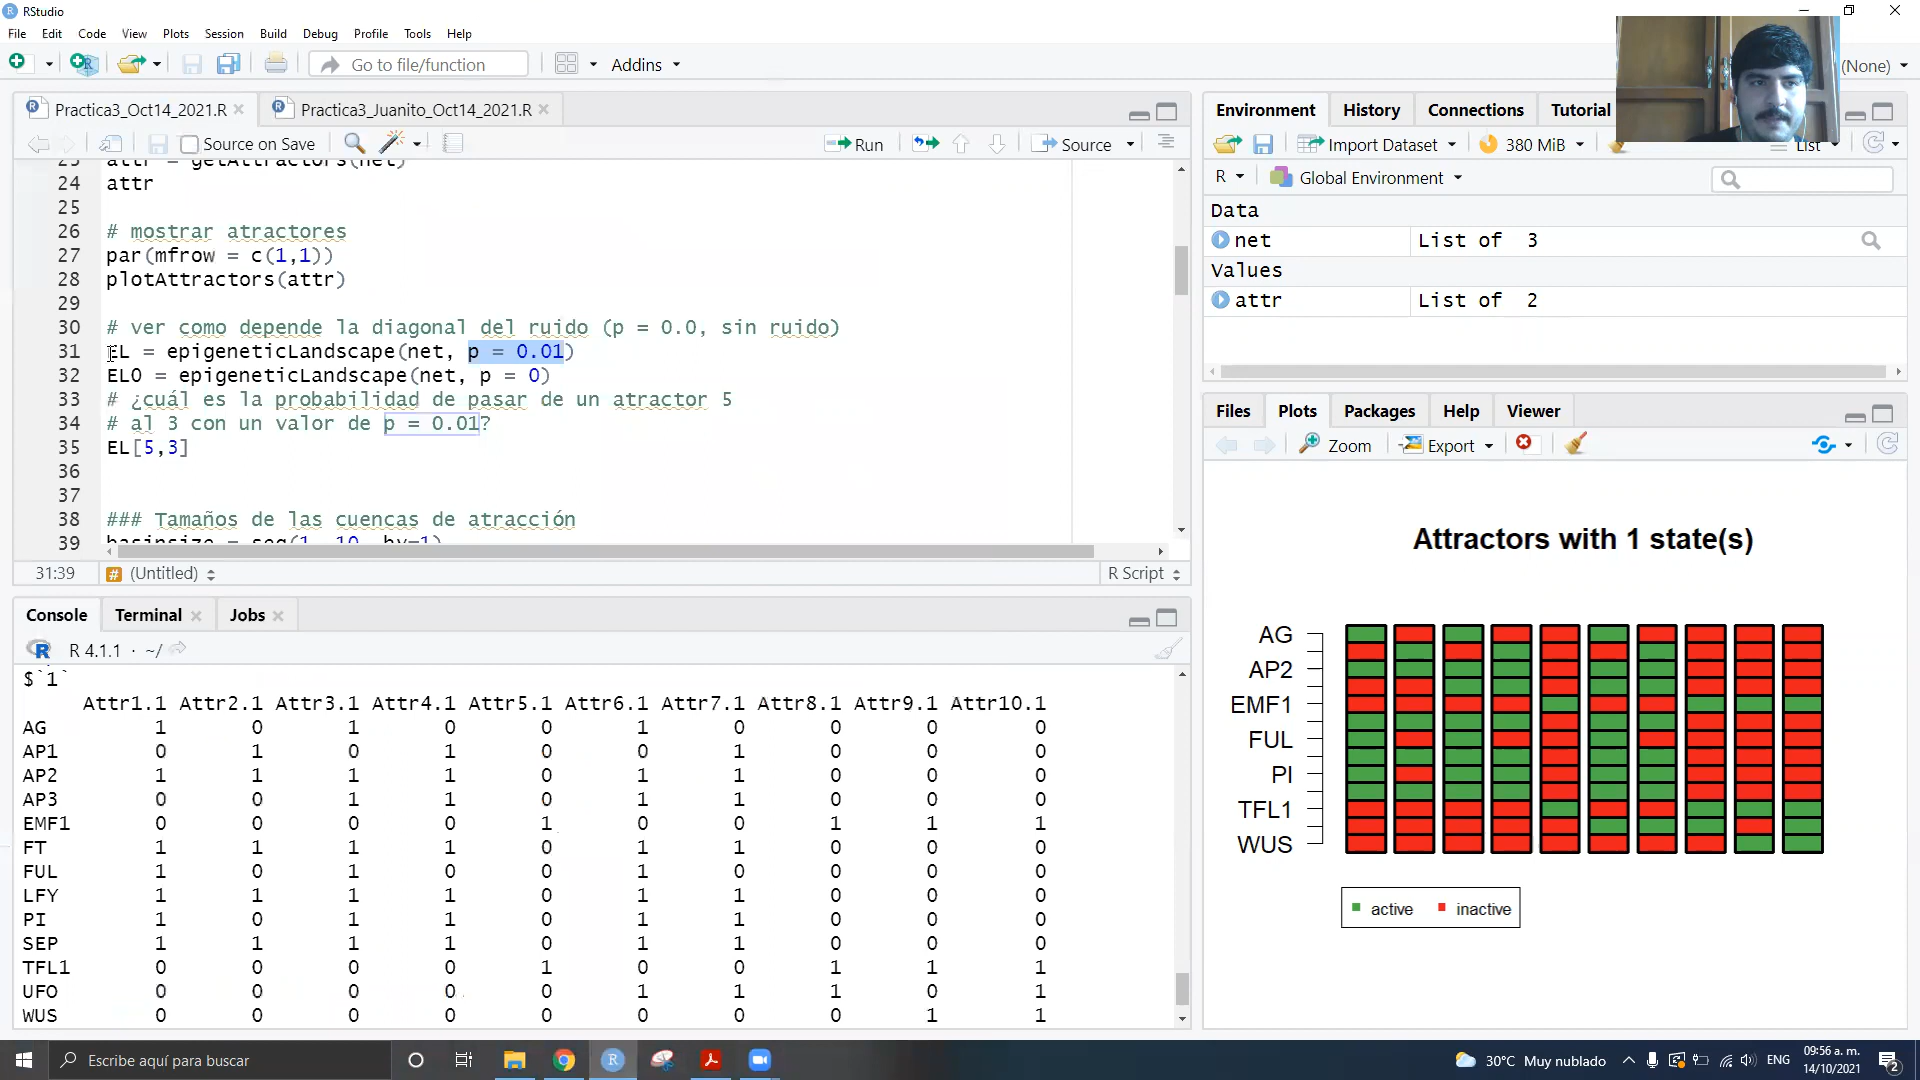 RStudio
File Edit Code View Plots Session Build Debug Profile Tools Help
Go to file/function
Addins
(None)
Practica3_Oct14_2021.R
Practica3_Juanito_Oct14_2021.R
Source on Save
Run
Source
23 attr = getAttractors(net)
24 attr
25
26 # mostrar atractores
27 par(mfrow = c(1,1))
28 plotAttractors(attr)
29
30 # ver como depende la diagonal del ruido (p = 0.0, sin ruido)
31 EL = epigeneticLandscape(net, p = 0.01)
32 EL0 = epigeneticLandscape(net, p = 0)
33 # ¿cuál es la probabilidad de pasar de un atractor 5
34 # al 3 con un valor de p = 0.01?
35 EL[5,3]
36
37
38 ### Tamaños de las cuencas de atracción
39 basinsize = seq(1, 10, by=1)
31:39 # (Untitled) R Script
Console Terminal Jobs
R 4.1.1 · ~/
$`1`
Attr1.1 Attr2.1 Attr3.1 Attr4.1 Attr5.1 Attr6.1 Attr7.1 Attr8.1 Attr9.1 Attr10.1
AG 1 0 1 0 0 1 0 0 0 0
AP1 0 1 0 1 0 0 1 0 0 0
AP2 1 1 1 1 0 1 1 0 0 0
AP3 0 0 1 1 0 1 1 0 0 0
EMF1 0 0 0 0 1 0 0 1 1 1
FT 1 1 1 1 0 1 1 0 0 0
FUL 1 0 1 0 0 1 0 0 0 0
LFY 1 1 1 1 0 1 1 0 0 0
PI 1 0 1 1 0 1 1 0 0 0
SEP 1 1 1 1 0 1 1 0 0 0
TFL1 0 0 0 0 1 0 0 1 1 1
UFO 0 0 0 0 0 1 1 1 0 1
WUS 0 0 0 0 0 0 0 0 1 1
Environment History Connections Tutorial
Import Dataset
380 MiB
List
R
Global Environment
Data
net List of 3
Values
attr List of 2
Files Plots Packages Help Viewer
Zoom
Export
Attractors with 1 state(s)
AG
AP2
EMF1
FUL
PI
TFL1
WUS
active
inactive
Escribe aquí para buscar
30°C Muy nublado
ENG
09:56 a. m.
14/10/2021
2